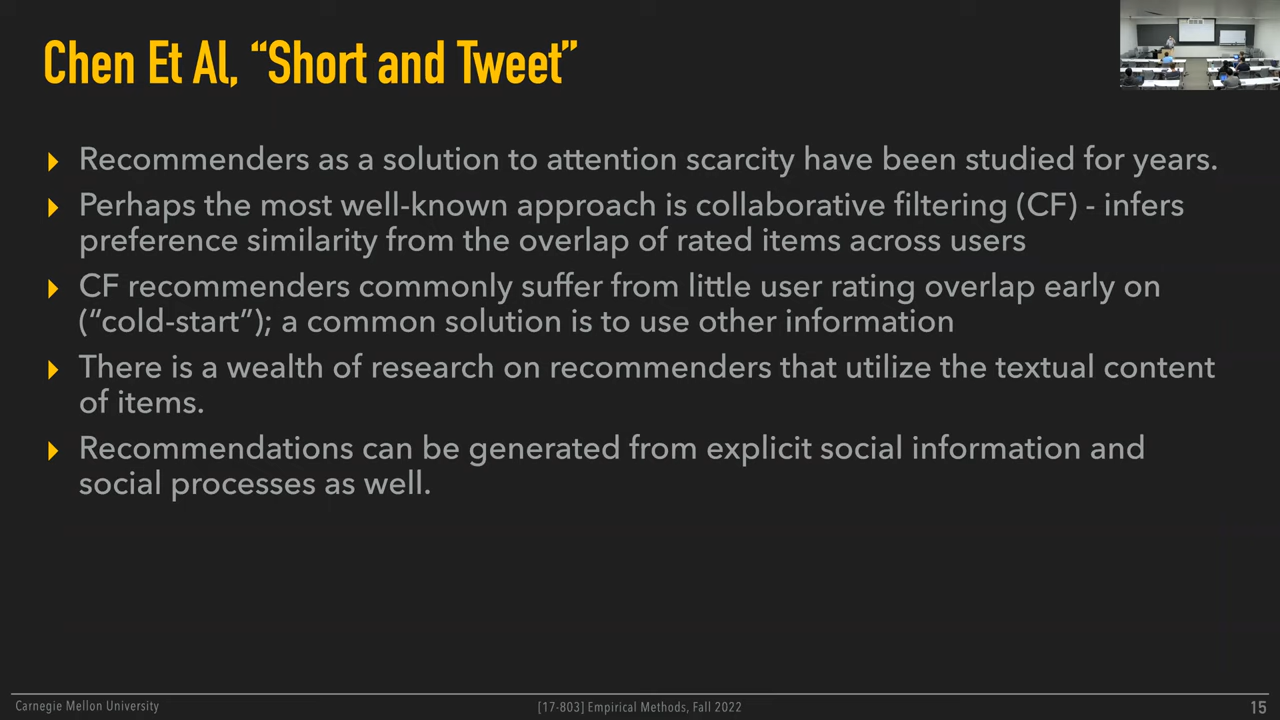 Chen Et Al, “Short and Tweet”
Recommenders as a solution to attention scarcity have been studied for years.
Perhaps the most well-known approach is collaborative filtering (CF) - infers
preference similarity from the overlap of rated items across users
CF recommenders commonly suffer from little user rating overlap early on
(“cold-start”); a common solution is to use other information
There is a wealth of research on recommenders that utilize the textual content
of items.
Recommendations can be generated from explicit social information and
social processes as well.
Carnegie Mellon University
[17-803] Empirical Methods, Fall 2022
15